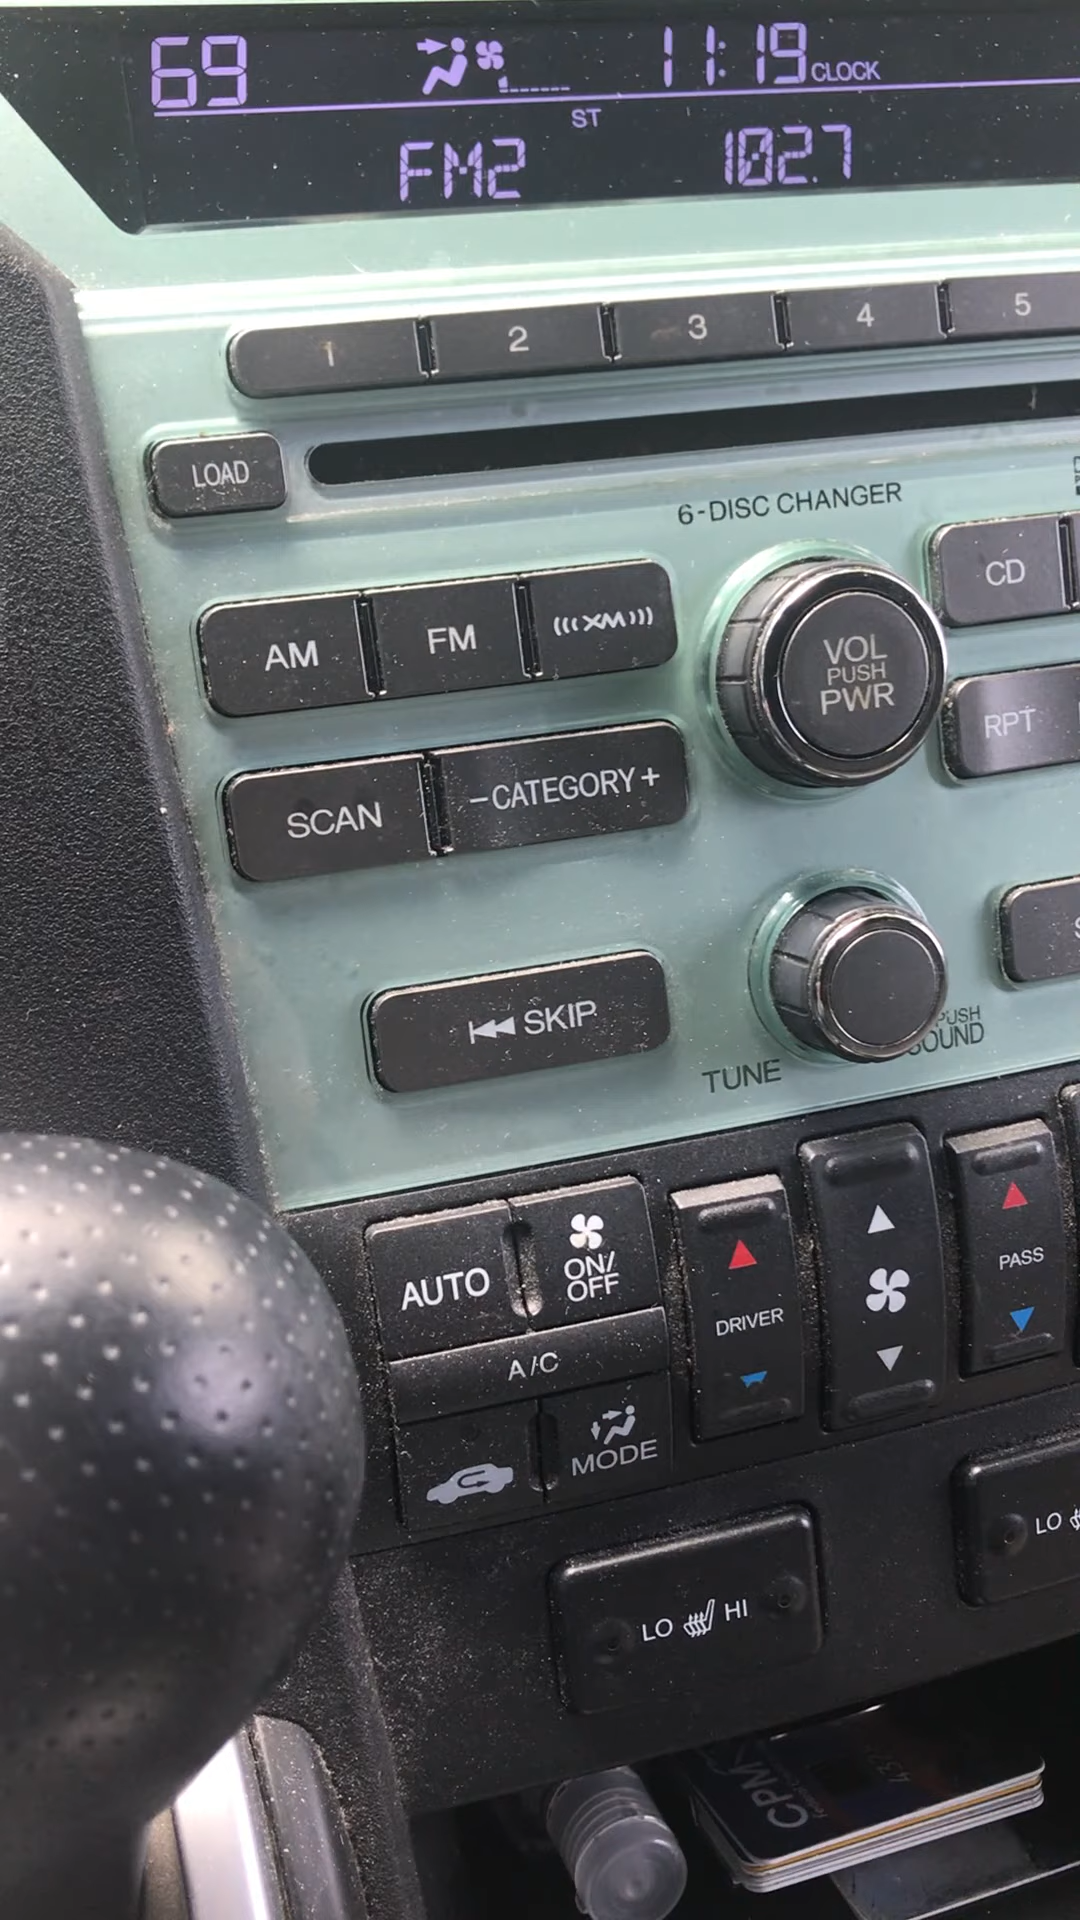 69 11:19 CLOCK
ST
FM2 102.7
1 2 3 4 5
LOAD
6-DISC CHANGER
CD
AM FM XM
VOL
PUSH
PWR
RPT
SCAN -CATEGORY+
SKIP
PUSH
SOUND
TUNE
AUTO ON/
OFF
DRIVER
PASS
A/C
MODE
LO HI
LO
CPM